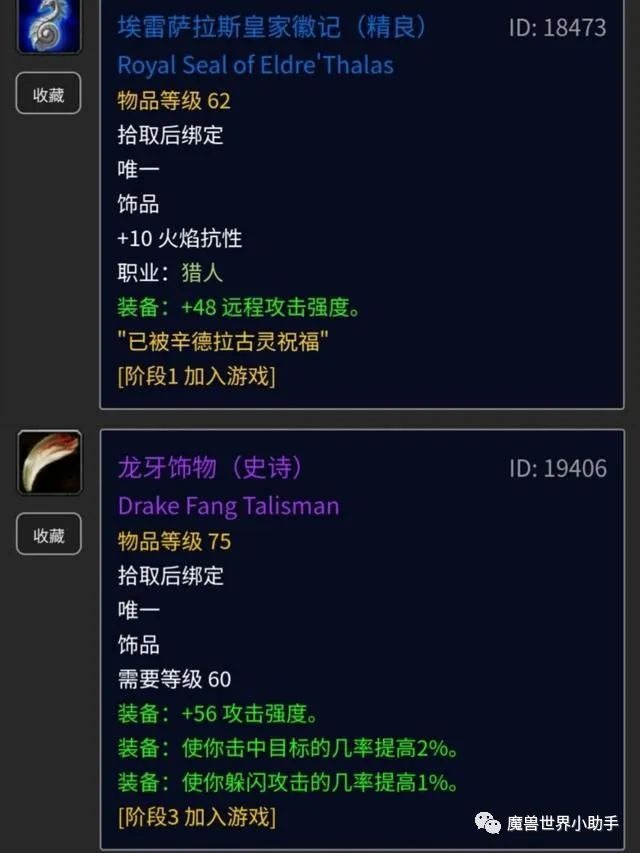 埃雷萨拉斯皇家徽记（精良）
ID: 18473
Royal Seal of Eldre'Thalas
收藏
物品等级 62
拾取后绑定
唯一
饰品
+10 火焰抗性
职业：猎人
装备：+48 远程攻击强度。
"已被辛德拉古灵祝福"
[阶段1 加入游戏]
龙牙饰物（史诗）
ID: 19406
Drake Fang Talisman
收藏
物品等级 75
拾取后绑定
唯一
饰品
需要等级 60
装备：+56 攻击强度。
装备：使你击中目标的几率提高2%。
装备：使你躲闪攻击的几率提高1%。
[阶段3 加入游戏]
魔兽世界小助手